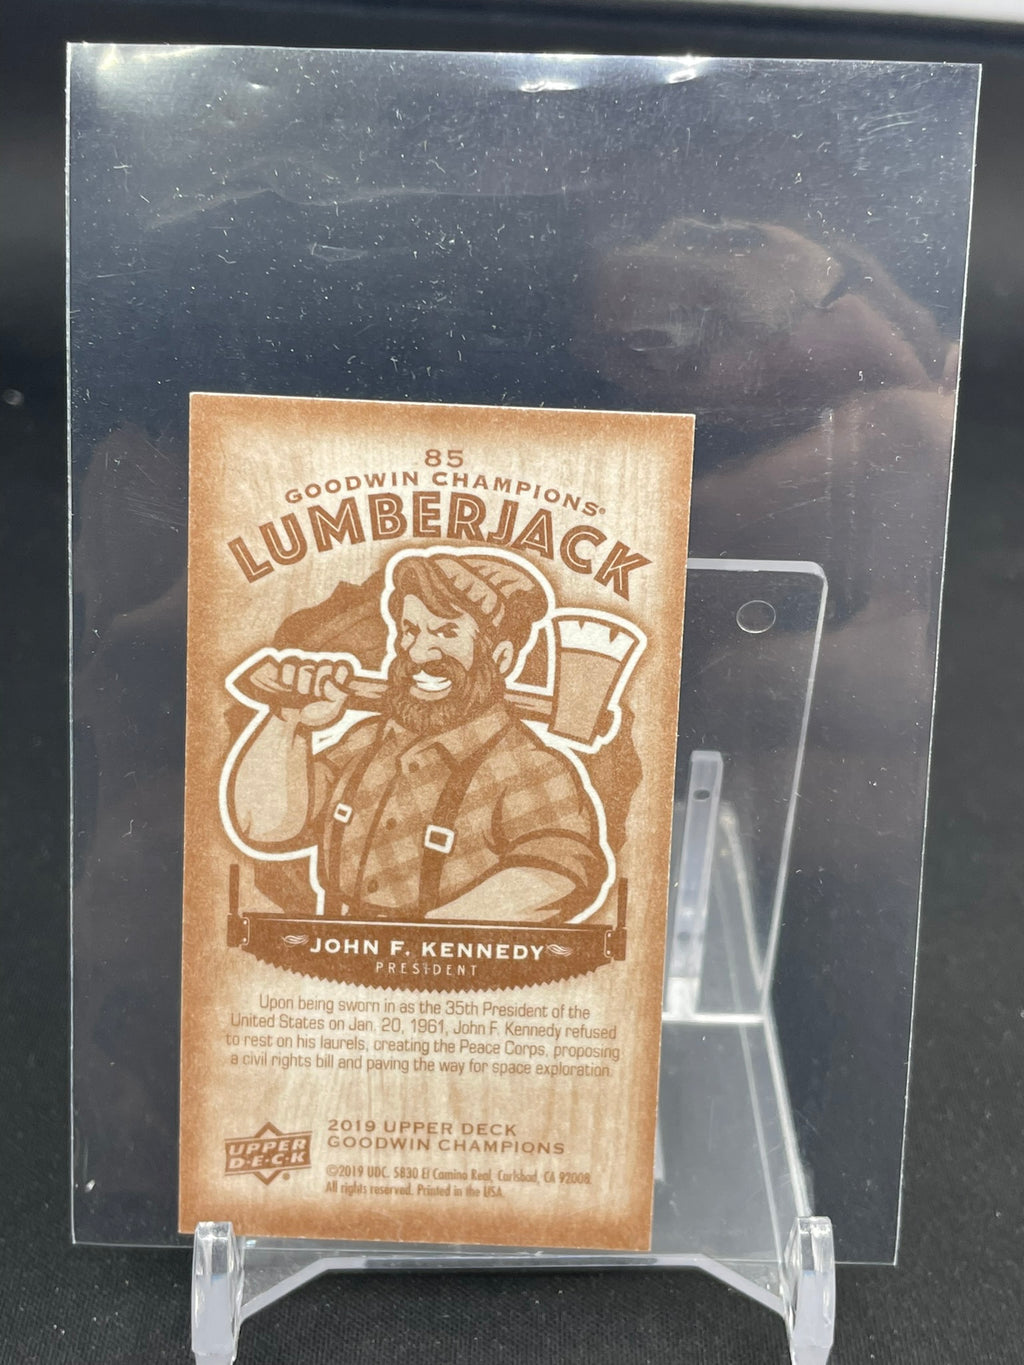 85
GOODWIN CHAMPIONS®
LUMBERJACK
JOHN F. KENNEDY
PRESIDENT
Upon being sworn in as the 35th President of the
United States on Jan. 20, 1961, John F. Kennedy refused
to rest on his laurels, creating the Peace Corps, proposing
a civil rights bill and paving the way for space exploration.
2019 UPPER DECK
GOODWIN CHAMPIONS
UPPER
D·E·C·K
©2019 UDC. 5830 El Camino Real, Carlsbad, CA 92008.
All rights reserved. Printed in the USA.